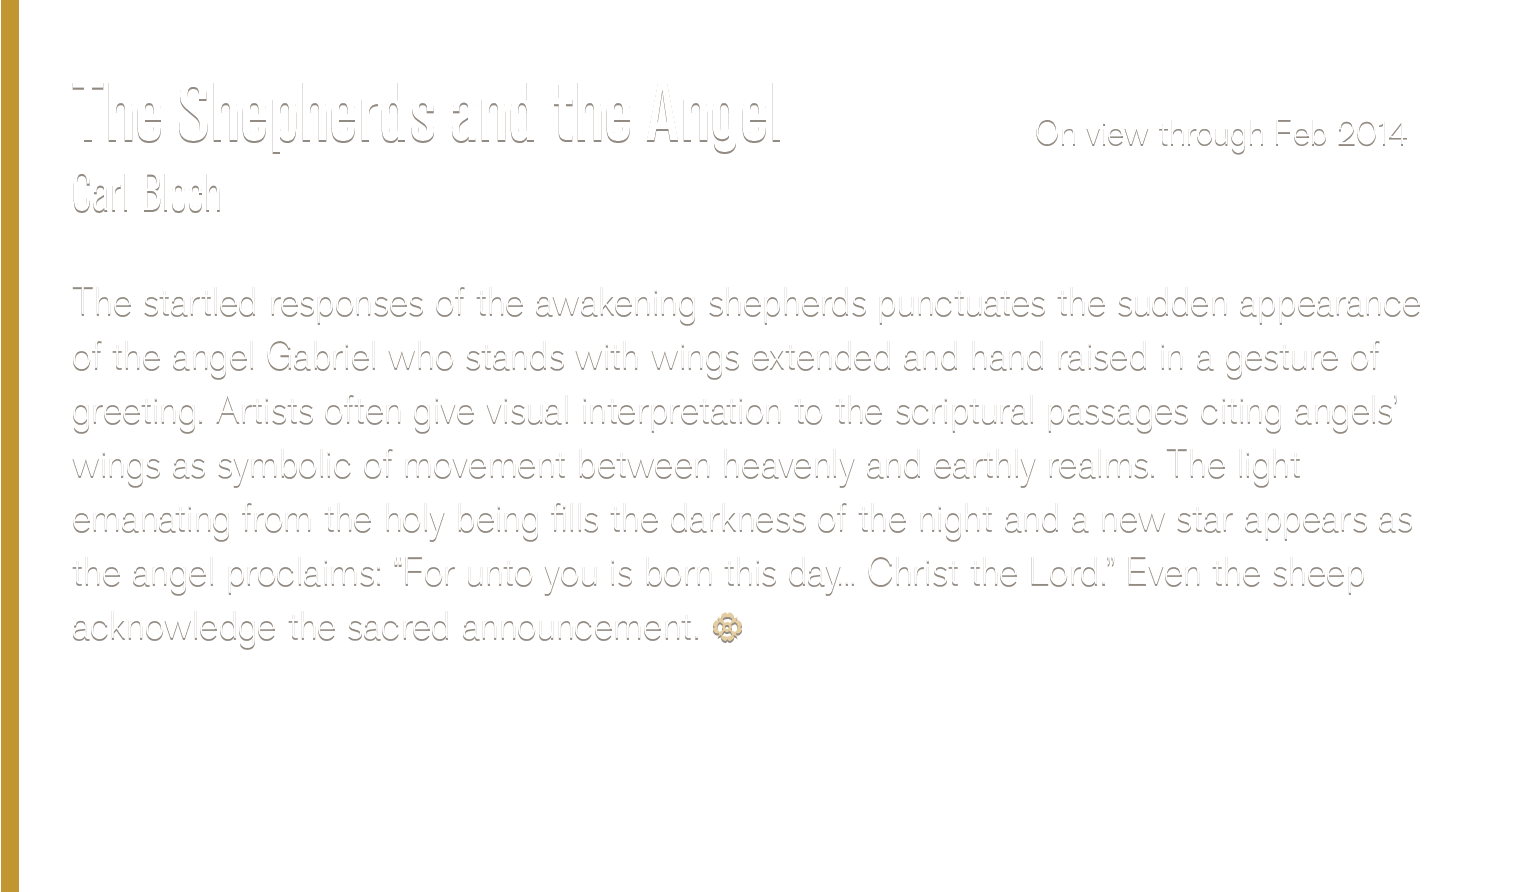 The Shepherds and the Angel
On view through Feb 2014
Carl Bloch
The startled responses of the awakening shepherds punctuates the sudden appearance
of the angel Gabriel who stands with wings extended and hand raised in a gesture of
greeting. Artists often give visual interpretation to the scriptural passages citing angels’
wings as symbolic of movement between heavenly and earthly realms. The light
emanating from the holy being fills the darkness of the night and a new star appears as
the angel proclaims: “For unto you is born this day... Christ the Lord.” Even the sheep
acknowledge the sacred announcement.